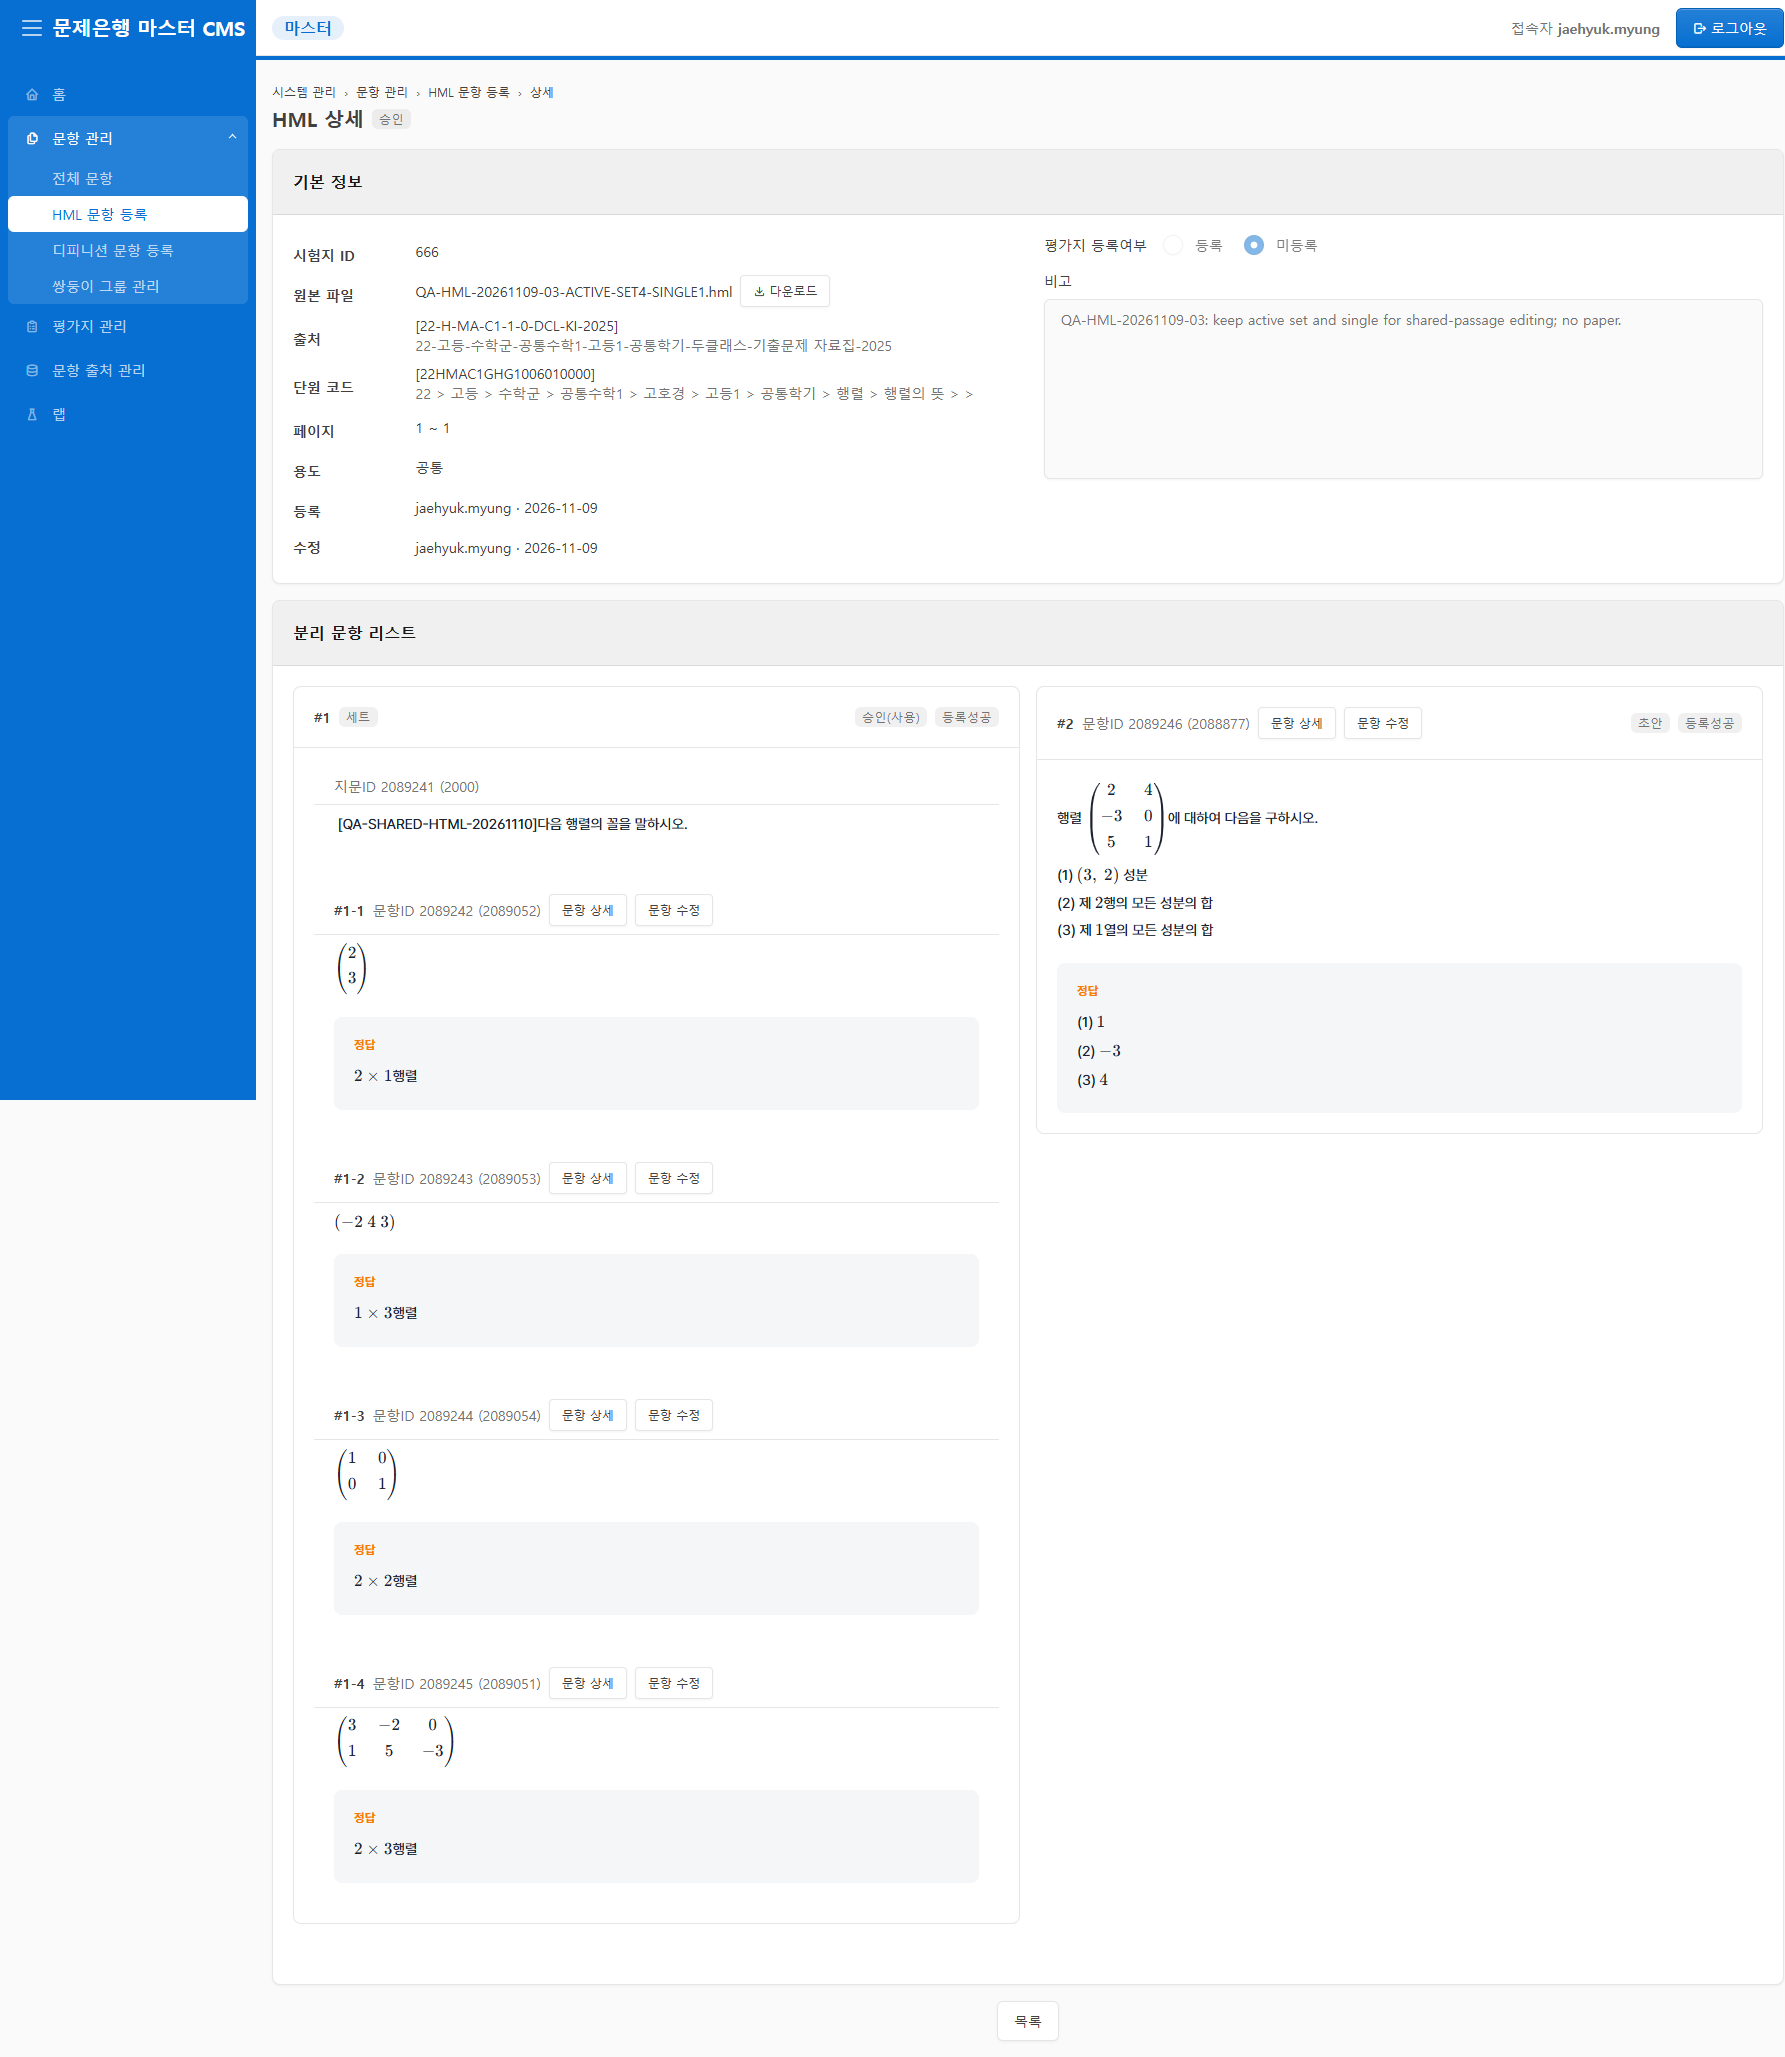 문제은행 마스터 CMS
홈
문항 관리
전체 문항
HML 문항 등록
디피니션 문항 등록
쌍둥이 그룹 관리
평가지 관리
문항 출처 관리
랩
마스터
접속자 jaehyuk.myung
로그아웃
시스템 관리 › 문항 관리 › HML 문항 등록 › 상세
HML 상세 승인
기본 정보
시험지 ID 666
원본 파일 QA-HML-20261109-03-ACTIVE-SET4-SINGLE1.hml 다운로드
출처 [22-H-MA-C1-1-0-DCL-KI-2025]
22-고등-수학군-공통수학1-고등1-공통학기-두클래스-기출문제 자료집-2025
단원 코드 [22HMAC1GHG1006010000]
22 > 고등 > 수학군 > 공통수학1 > 고호경 > 고등1 > 공통학기 > 행렬 > 행렬의 뜻 > >
페이지 1 ~ 1
용도 공통
등록 jaehyuk.myung · 2026-11-09
수정 jaehyuk.myung · 2026-11-09
평가지 등록여부 등록 미등록
비고
QA-HML-20261109-03: keep active set and single for shared-passage editing; no paper.
분리 문항 리스트
#1 세트 승인(사용) 등록성공
지문ID 2089241 (2000)
[QA-SHARED-HTML-20261110]다음 행렬의 꼴을 말하시오.
#1-1 문항ID 2089242 (2089052) 문항 상세 문항 수정
2
3
정답
2 × 1행렬
#1-2 문항ID 2089243 (2089053) 문항 상세 문항 수정
(−2 4 3)
정답
1 × 3행렬
#1-3 문항ID 2089244 (2089054) 문항 상세 문항 수정
1 0
0 1
정답
2 × 2행렬
#1-4 문항ID 2089245 (2089051) 문항 상세 문항 수정
3 −2 0
1 5 −3
정답
2 × 3행렬
#2 문항ID 2089246 (2088877) 문항 상세 문항 수정 초안 등록성공
2 4
행렬 −3 0 에 대하여 다음을 구하시오.
5 1
(1) (3, 2) 성분
(2) 제 2행의 모든 성분의 합
(3) 제 1열의 모든 성분의 합
정답
(1) 1
(2) −3
(3) 4
목록